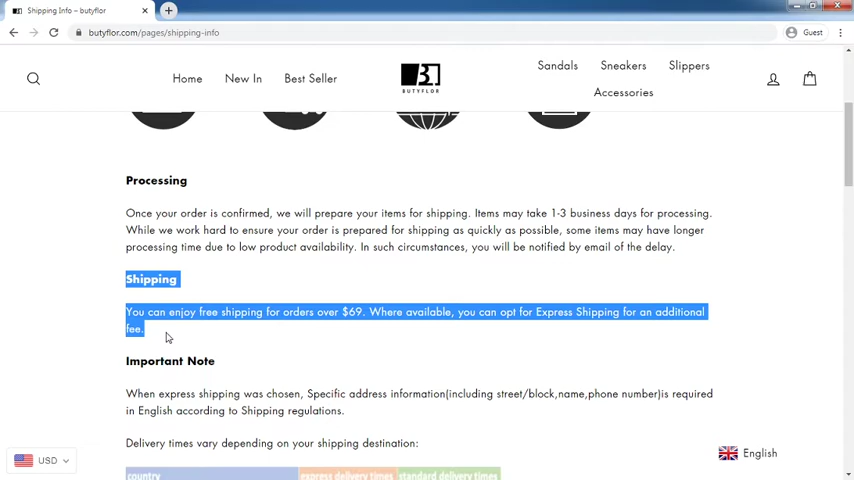 Shipping Info – butyflor
butyflor.com/pages/shipping-info
Guest
Home
New In
Best Seller
BUTYFLOR
Sandals
Sneakers
Slippers
Accessories
Processing
Once your order is confirmed, we will prepare your items for shipping. Items may take 1-3 business days for processing.
While we work hard to ensure your order is prepared for shipping as quickly as possible, some items may have longer
processing time due to low product availability. In such circumstances, you will be notified by email of the delay.
Shipping
You can enjoy free shipping for orders over $69. Where available, you can opt for Express Shipping for an additional
fee.
Important Note
When express shipping was chosen, Specific address information(including street/block,name,phone number)is required
in English according to Shipping regulations.
Delivery times vary depending on your shipping destination:
USD
English
country
express delivery times
standard delivery times